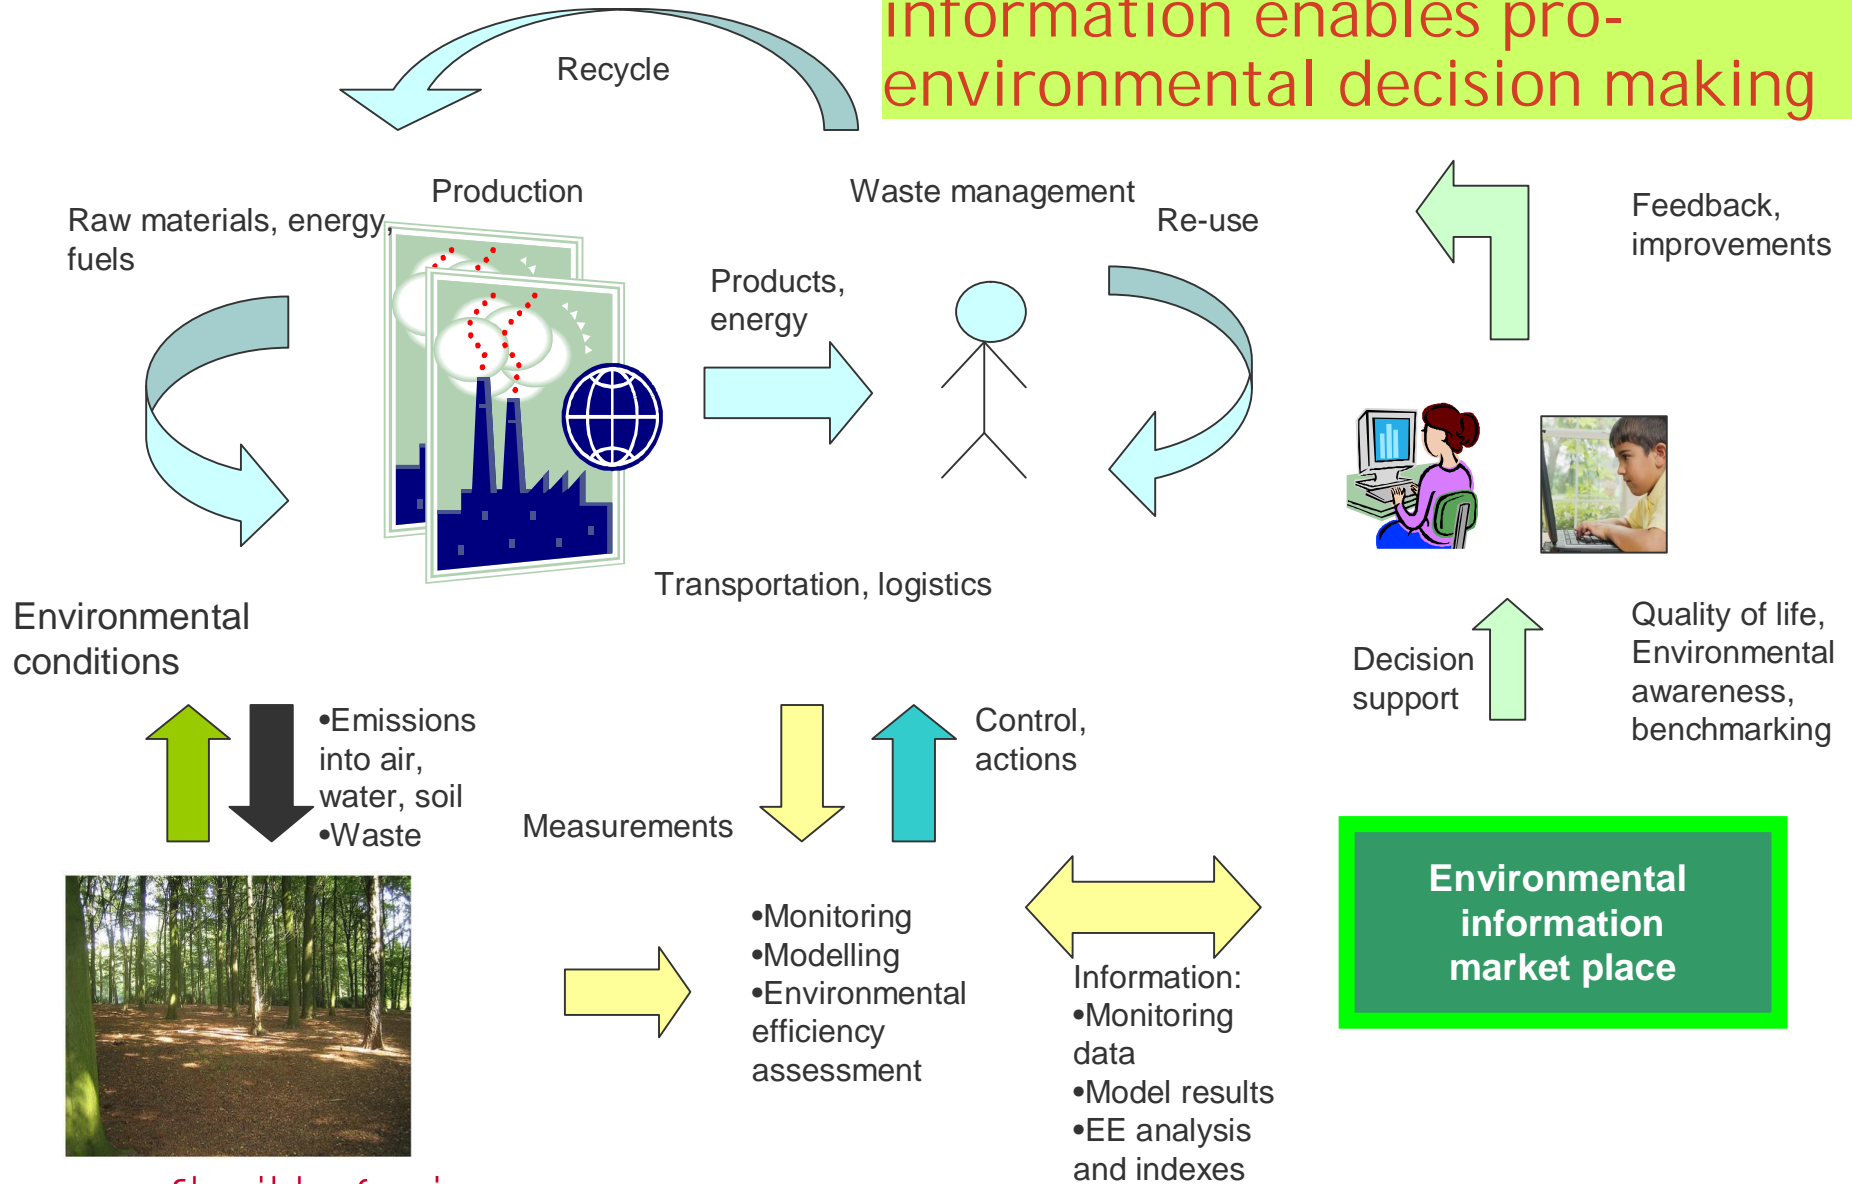 information enables pro-
environmental decision making
Recycle
Production
Waste management
Raw materials, energy,
fuels
Re-use
Feedback,
improvements
Products,
energy
Transportation, logistics
Environmental
conditions
Decision
support
Quality of life,
Environmental
awareness,
benchmarking
•Emissions
into air,
water, soil
•Waste
Control,
actions
Measurements
•Monitoring
•Modelling
•Environmental
efficiency
assessment
Information:
•Monitoring
data
•Model results
•EE analysis
and indexes
Environmental
information
market place